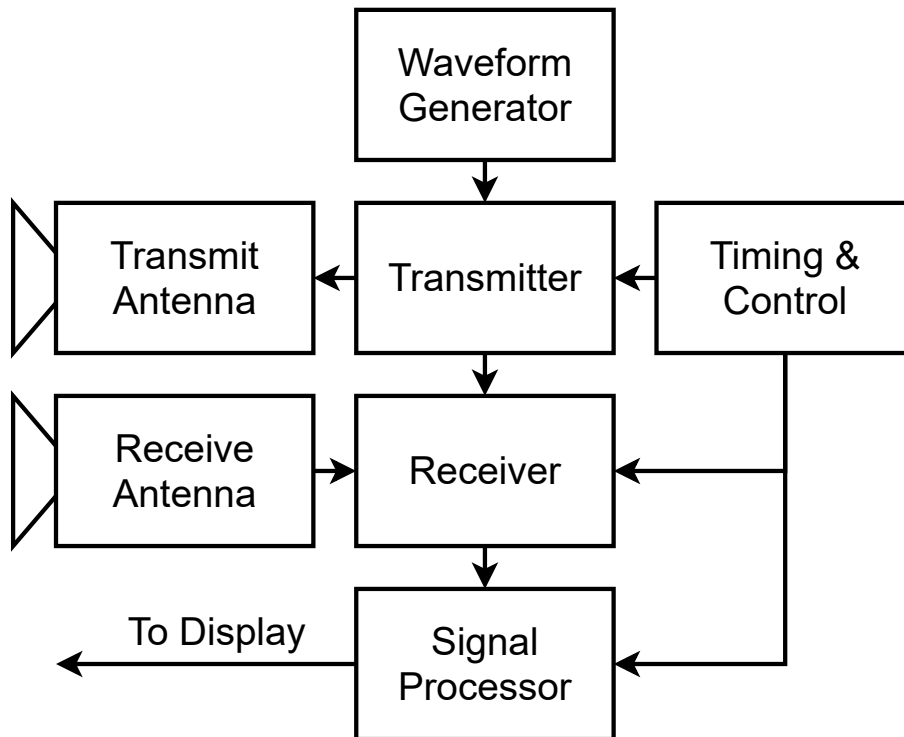 Waveform
Generator
Transmit
Antenna
Transmitter
Timing &
Control
Receive
Antenna
Receiver
To Display
Signal
Processor